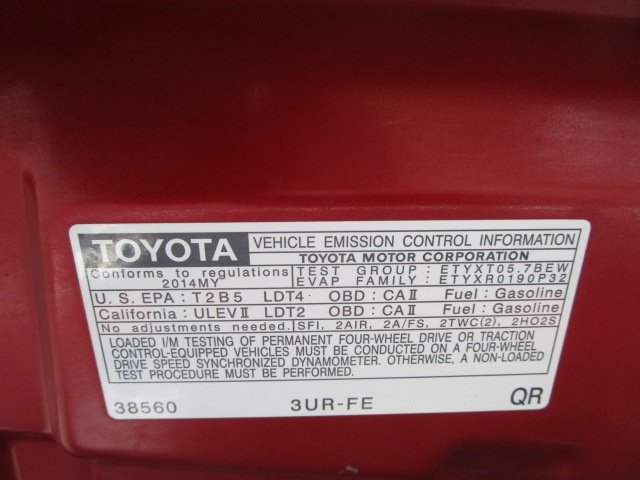 TOYOTA VEHICLE EMISSION CONTROL INFORMATION
TOYOTA MOTOR CORPORATION
Conforms to regulations TEST GROUP : ETYXT05.7BEW
2014MY EVAP FAMILY : ETYXR0190P32
U.S. EPA : T2B5 LDT4 OBD : CAⅡ Fuel : Gasoline
California : ULEVⅡ LDT2 OBD : CAⅡ Fuel : Gasoline
No adjustments needed. SFI, 2AIR, 2A/FS, 2TWC(2), 2HO2S
LOADED I/M TESTING OF PERMANENT FOUR-WHEEL DRIVE OR TRACTION
CONTROL-EQUIPPED VEHICLES MUST BE CONDUCTED ON A FOUR-WHEEL
DRIVE SPEED SYNCHRONIZED DYNAMOMETER. OTHERWISE, A NON-LOADED
TEST PROCEDURE MUST BE PERFORMED.
38560 3UR-FE QR